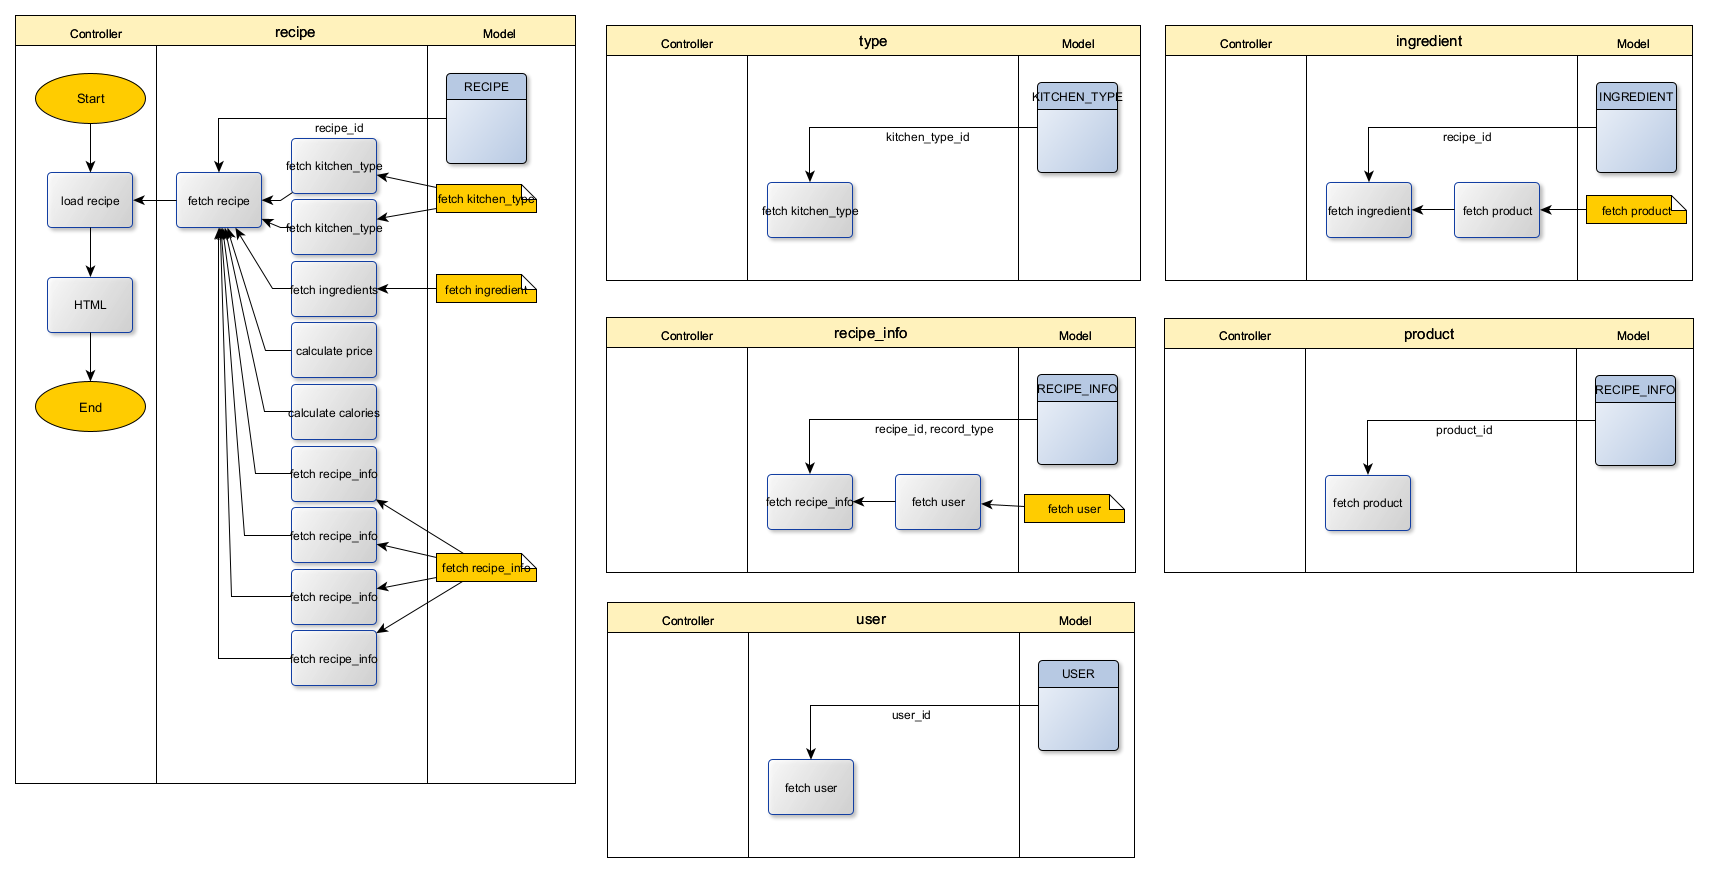 Controller
recipe
Model
Start
RECIPE
recipe_id
fetch kitchen_type
load recipe
fetch recipe
fetch kitchen_type
fetch kitchen_type
fetch ingredients
fetch ingredient
HTML
calculate price
End
calculate calories
fetch recipe_info
fetch recipe_info
fetch recipe_info
fetch recipe_info
fetch recipe_info
Controller
type
Model
KITCHEN_TYPE
kitchen_type_id
fetch kitchen_type
Controller
ingredient
Model
INGREDIENT
recipe_id
fetch ingredient
fetch product
fetch product
Controller
recipe_info
Model
RECIPE_INFO
recipe_id, record_type
fetch recipe_info
fetch user
fetch user
Controller
product
Model
RECIPE_INFO
product_id
fetch product
Controller
user
Model
USER
user_id
fetch user